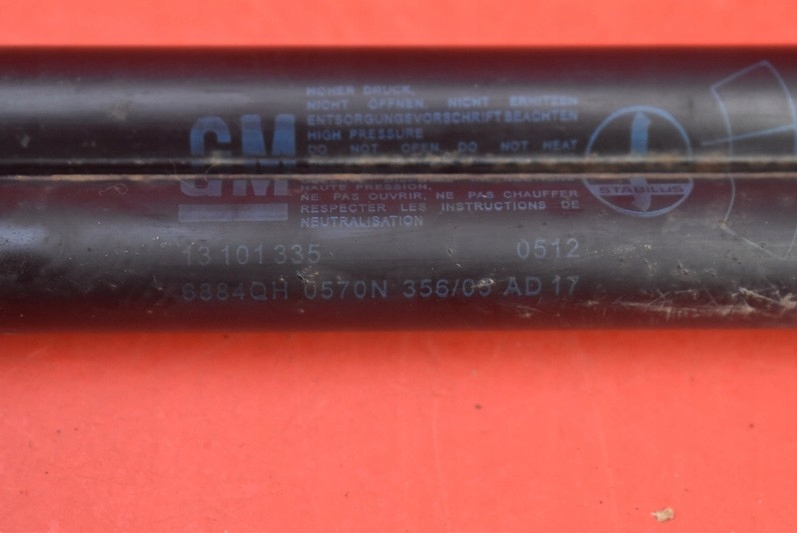 GM
HOHER DRUCK,
NICHT ÖFFNEN, NICHT ERHITZEN
ENTSORGUNGSVORSCHRIFT BEACHTEN
HIGH PRESSURE
DO NOT OPEN, DO NOT HEAT
HAUTE PRESSION,
NE PAS OUVRIR, NE PAS CHAUFFER
RESPECTER LES INSTRUCTIONS DE
NEUTRALISATION
STABILUS
13101335 0512
6884QH 0570N 356/05 AD 17